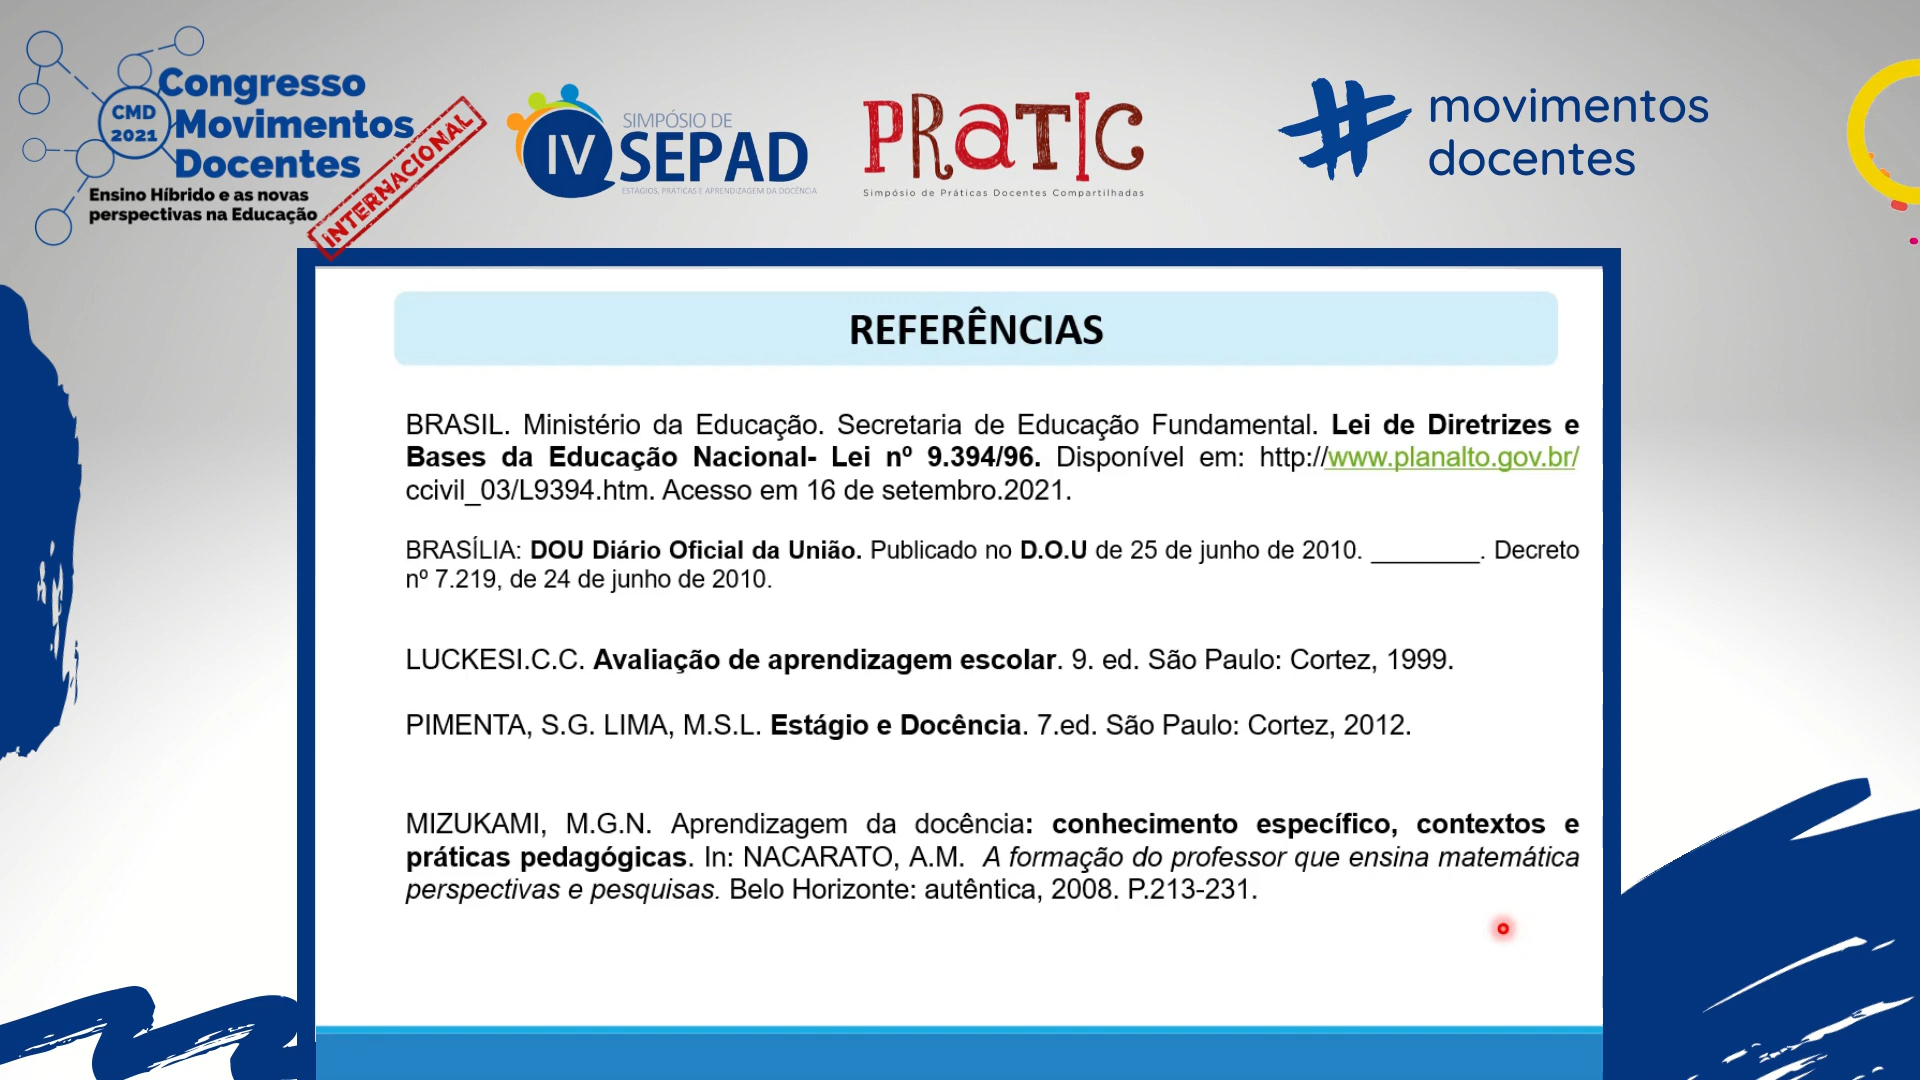 Congresso
CMD
2021
Movimentos
Docentes
Ensino Híbrido e as novas
perspectivas na Educação
INTERNACIONAL
SIMPÓSIO DE
IV SEPAD
ESTÁGIOS, PRÁTICAS E APRENDIZAGEM DA DOCÊNCIA
PRATIC
Simpósio de Práticas Docentes Compartilhadas
movimentos
docentes
REFERÊNCIAS
BRASIL. Ministério da Educação. Secretaria de Educação Fundamental. Lei de Diretrizes e
Bases da Educação Nacional- Lei nº 9.394/96. Disponível em: http://www.planalto.gov.br/
ccivil_03/L9394.htm. Acesso em 16 de setembro.2021.
BRASÍLIA: DOU Diário Oficial da União. Publicado no D.O.U de 25 de junho de 2010. ________. Decreto
nº 7.219, de 24 de junho de 2010.
LUCKESI.C.C. Avaliação de aprendizagem escolar. 9. ed. São Paulo: Cortez, 1999.
PIMENTA, S.G. LIMA, M.S.L. Estágio e Docência. 7.ed. São Paulo: Cortez, 2012.
MIZUKAMI, M.G.N. Aprendizagem da docência: conhecimento específico, contextos e
práticas pedagógicas. In: NACARATO, A.M. A formação do professor que ensina matemática
perspectivas e pesquisas. Belo Horizonte: autêntica, 2008. P.213-231.